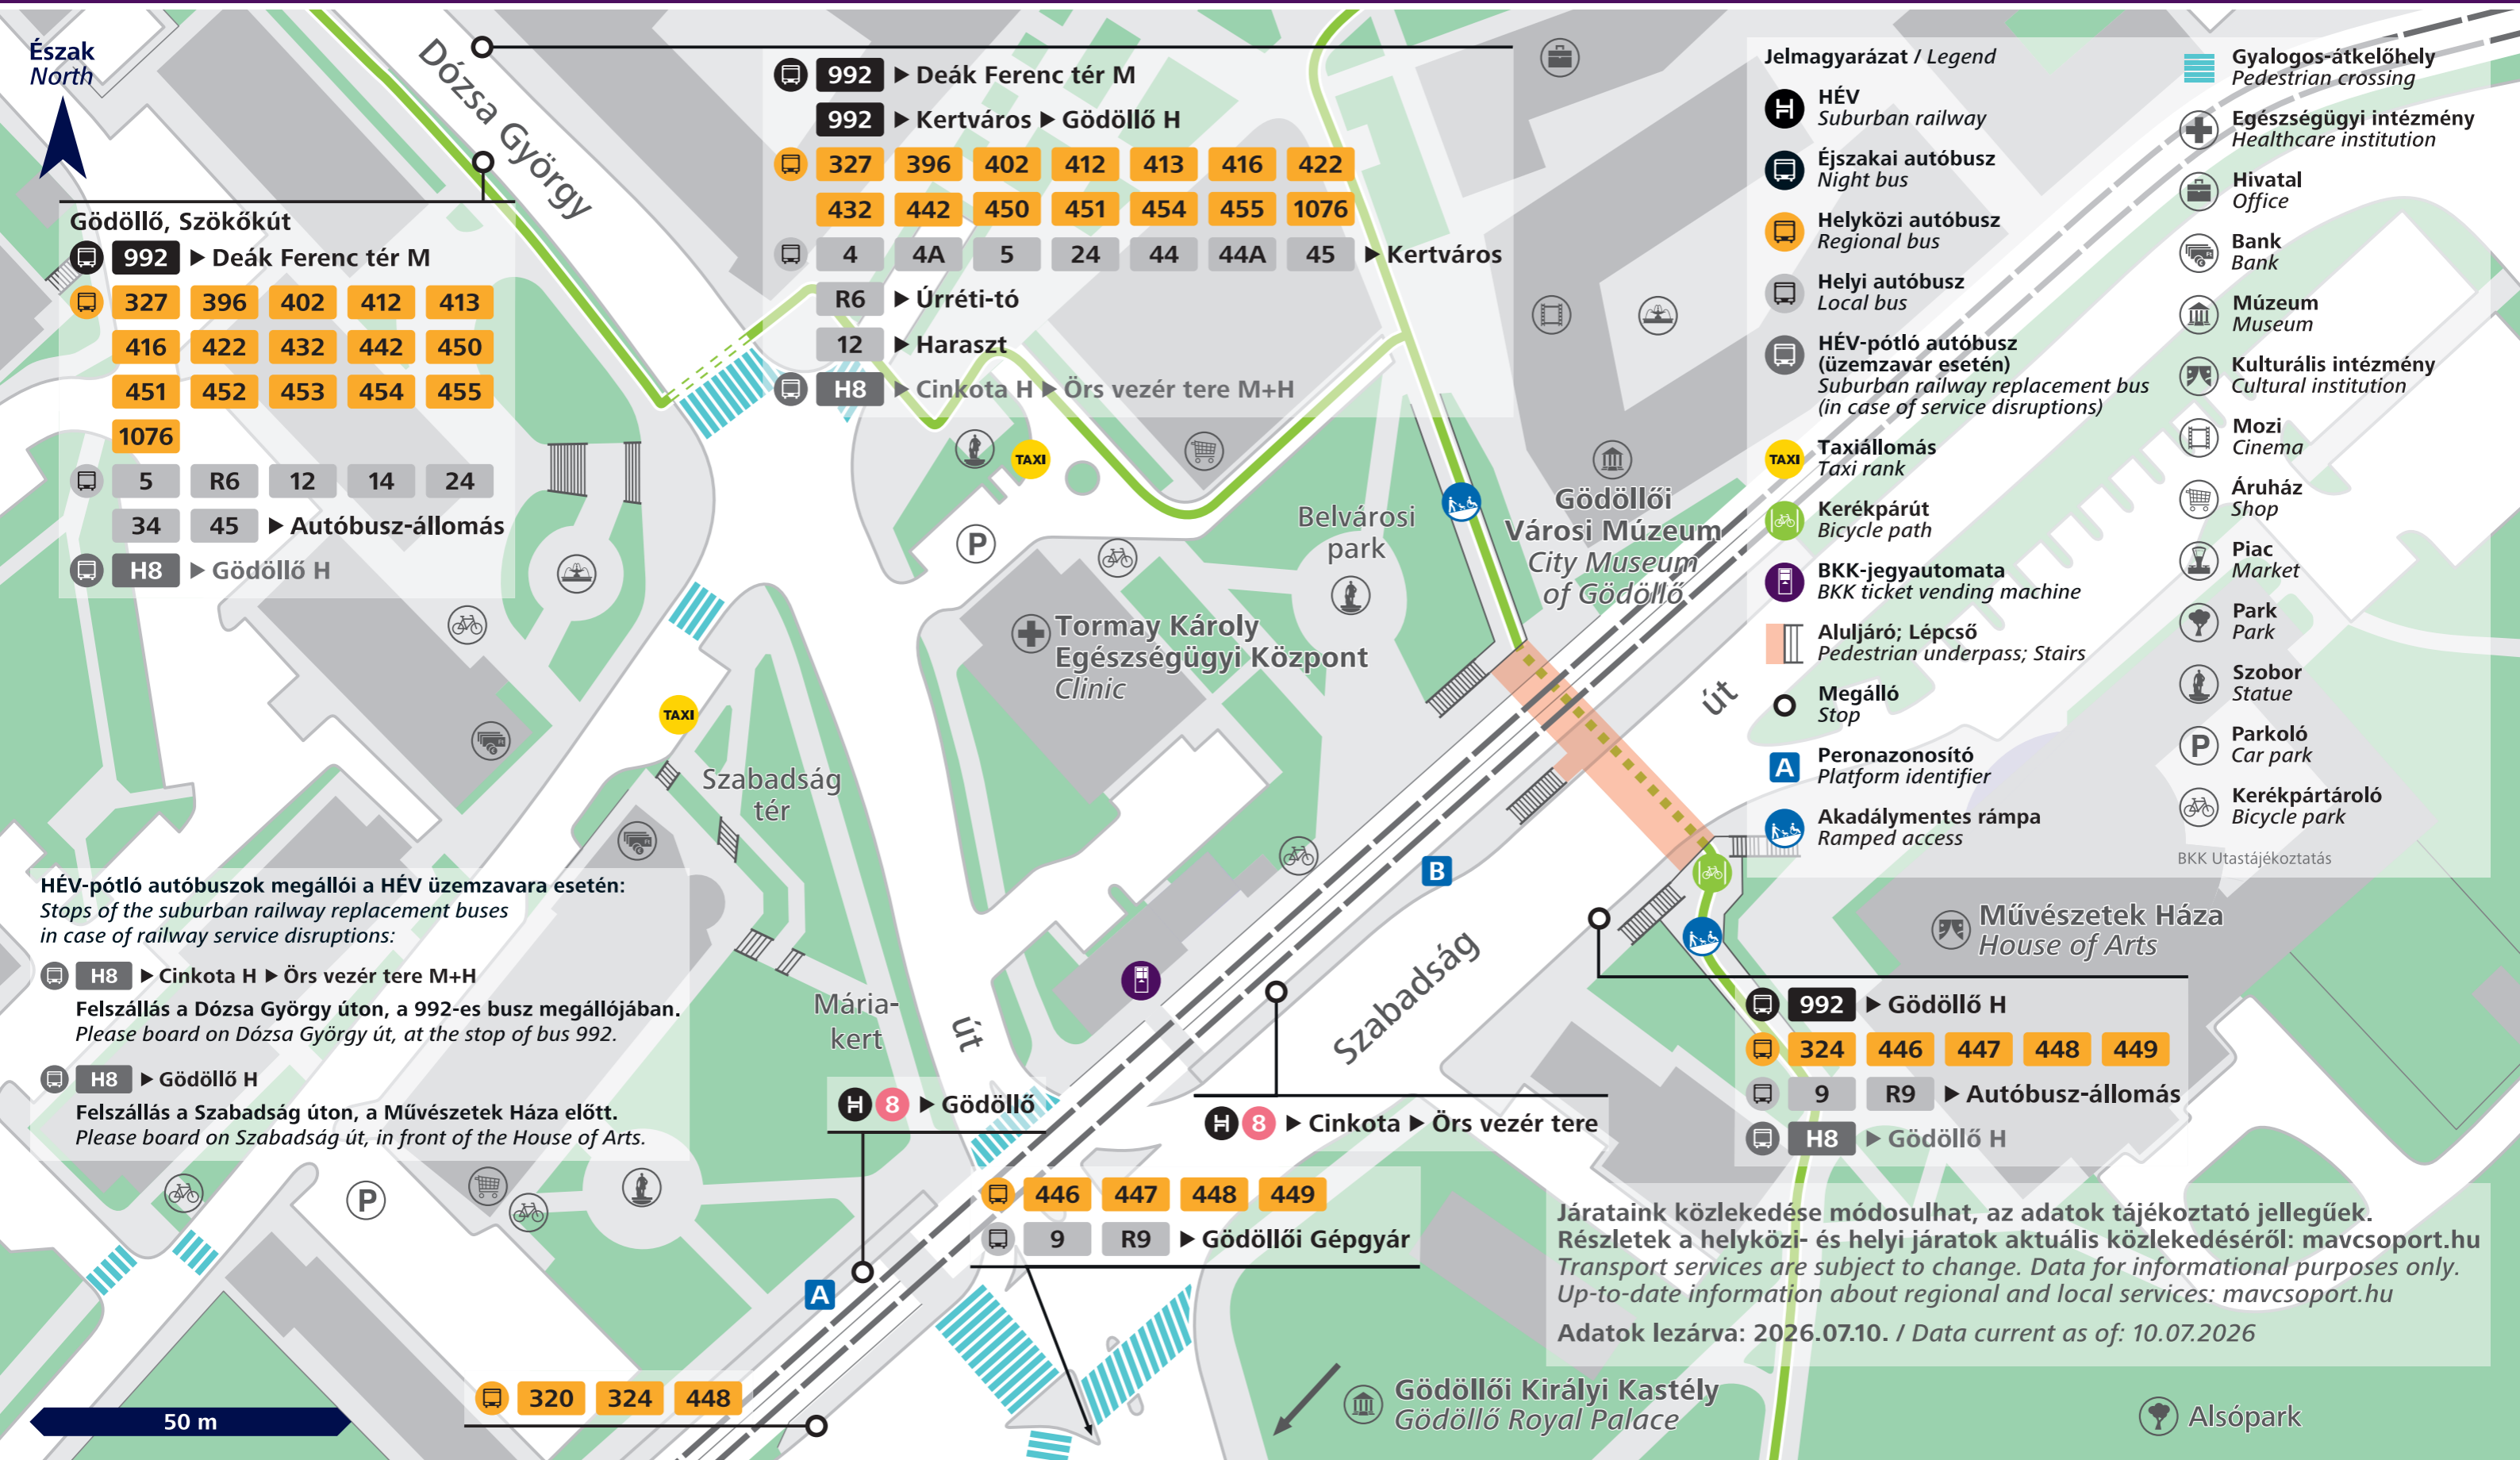 Észak
North
Dózsa György
992 ▶ Deák Ferenc tér M
992 ▶ Kertváros ▶ Gödöllő H
327 396 402 412 413 416 422
432 442 450 451 454 455 1076
4 4A 5 24 44 44A 45 ▶ Kertváros
R6 ▶ Úrréti-tó
12 ▶ Haraszt
H8 ▶ Cinkota H ▶ Örs vezér tere M+H
Gödöllő, Szökőkút
992 ▶ Deák Ferenc tér M
327 396 402 412 413
416 422 432 442 450
451 452 453 454 455
1076
5 R6 12 14 24
34 45 ▶ Autóbusz-állomás
H8 ▶ Gödöllő H
Jelmagyarázat / Legend
H HÉV
Suburban railway
Éjszakai autóbusz
Night bus
Helyközi autóbusz
Regional bus
Helyi autóbusz
Local bus
HÉV-pótló autóbusz
(üzemzavar esetén)
Suburban railway replacement bus
(in case of service disruptions)
TAXI Taxiállomás
Taxi rank
Kerékpárút
Bicycle path
BKK-jegyautomata
BKK ticket vending machine
Aluljáró; Lépcső
Pedestrian underpass; Stairs
Megálló
Stop
A Peronazonosító
Platform identifier
Akadálymentes rámpa
Ramped access
Gyalogos-átkelőhely
Pedestrian crossing
Egészségügyi intézmény
Healthcare institution
Hivatal
Office
Bank
Bank
Múzeum
Museum
Kulturális intézmény
Cultural institution
Mozi
Cinema
Áruház
Shop
Piac
Market
Park
Park
Szobor
Statue
P Parkoló
Car park
Kerékpártároló
Bicycle park
BKK Utastájékoztatás
TAXI
P
Belvárosi
park
Gödöllői
Városi Múzeum
City Museum
of Gödöllő
Tormay Károly
Egészségügyi Központ
Clinic
TAXI
Szabadság
tér
út
B
HÉV-pótló autóbuszok megállói a HÉV üzemzavara esetén:
Stops of the suburban railway replacement buses
in case of railway service disruptions:
H8 ▶ Cinkota H ▶ Örs vezér tere M+H
Felszállás a Dózsa György úton, a 992-es busz megállójában.
Please board on Dózsa György út, at the stop of bus 992.
H8 ▶ Gödöllő H
Felszállás a Szabadság úton, a Művészetek Háza előtt.
Please board on Szabadság út, in front of the House of Arts.
Mária-
kert
út
Szabadság
Művészetek Háza
House of Arts
992 ▶ Gödöllő H
324 446 447 448 449
9 R9 ▶ Autóbusz-állomás
H8 ▶ Gödöllő H
H 8 ▶ Gödöllő
H 8 ▶ Cinkota ▶ Örs vezér tere
446 447 448 449
9 R9 ▶ Gödöllői Gépgyár
P
A
320 324 448
50 m
Járataink közlekedése módosulhat, az adatok tájékoztató jellegűek.
Részletek a helyközi- és helyi járatok aktuális közlekedéséről: mavcsoport.hu
Transport services are subject to change. Data for informational purposes only.
Up-to-date information about regional and local services: mavcsoport.hu
Adatok lezárva: 2026.07.10. / Data current as of: 10.07.2026
Gödöllői Királyi Kastély
Gödöllő Royal Palace
Alsópark